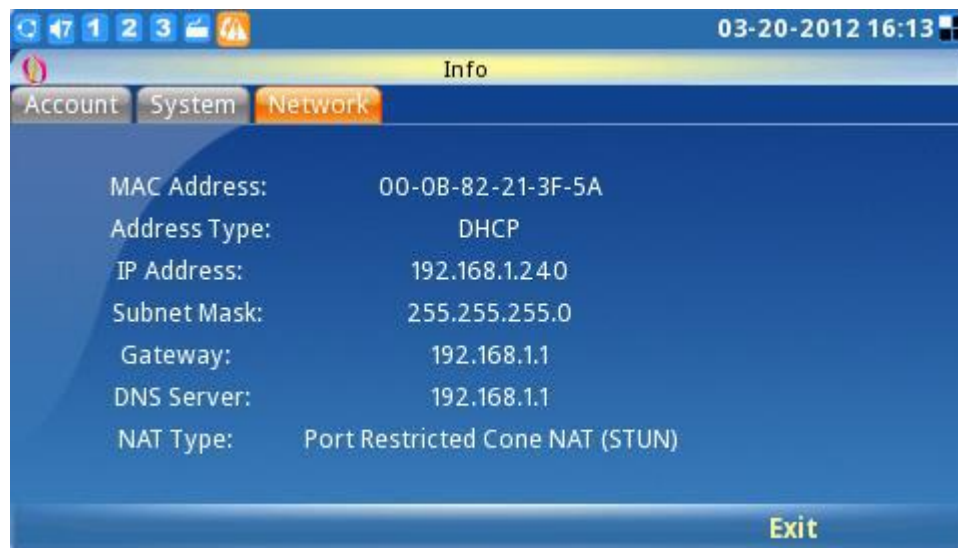 7 1 2 3 03-20-2012 16:13
Info
Account System Network
MAC Address: 00-0B-82-21-3F-5A
Address Type: DHCP
IP Address: 192.168.1.240
Subnet Mask: 255.255.255.0
Gateway: 192.168.1.1
DNS Server: 192.168.1.1
NAT Type: Port Restricted Cone NAT (STUN)
Exit